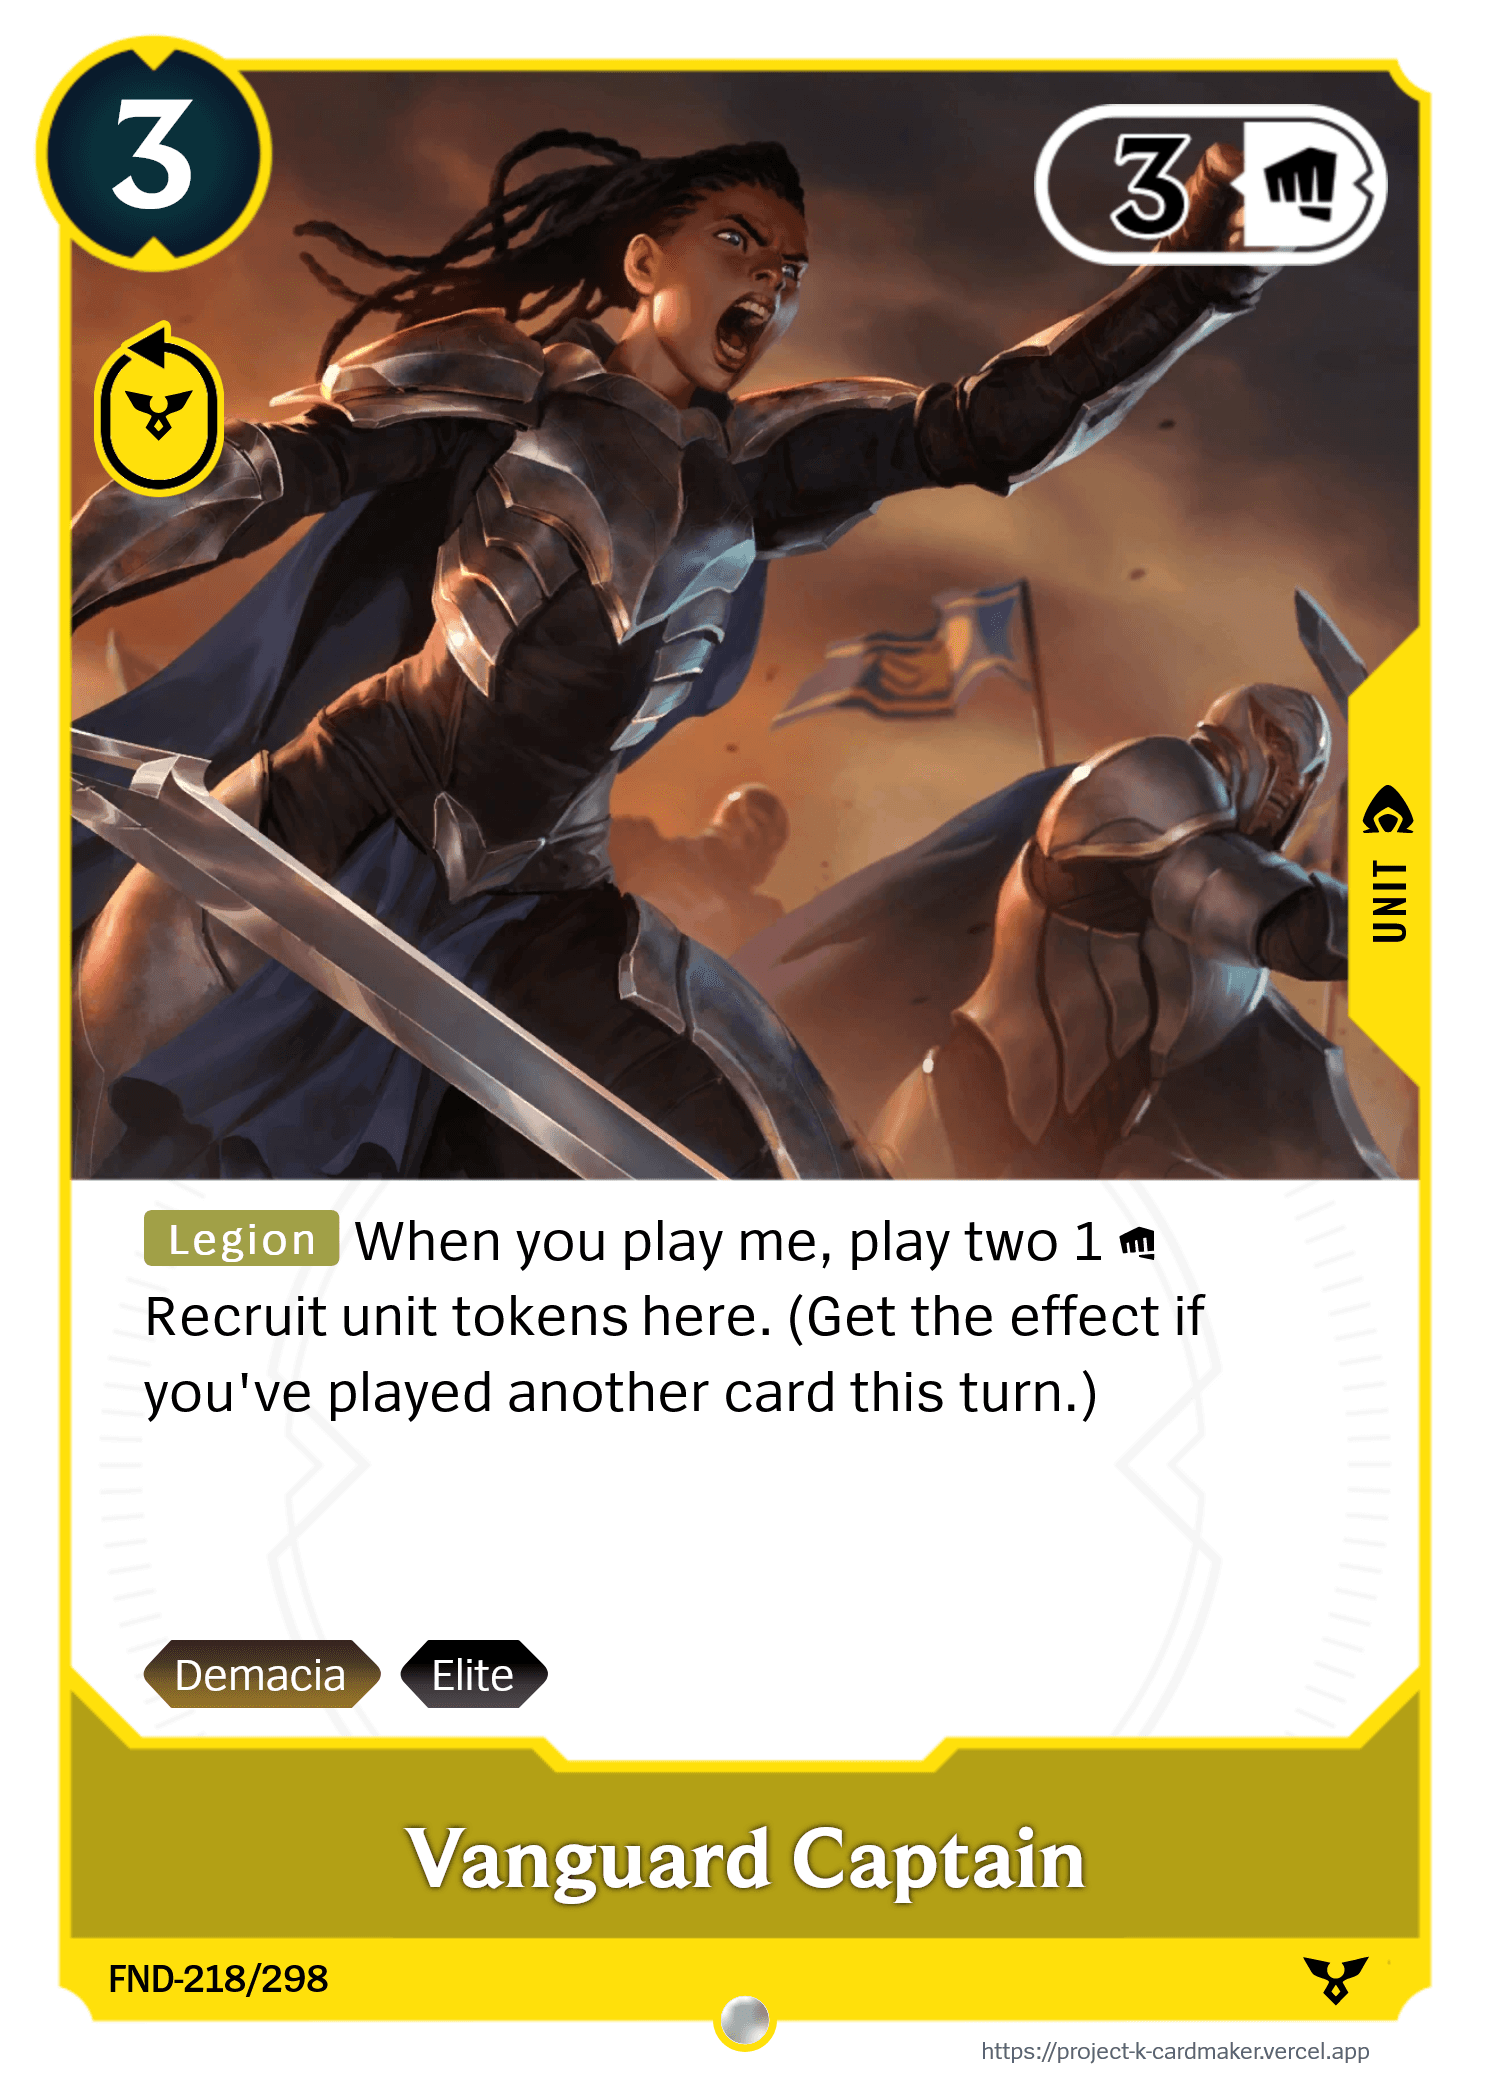 3
3
UNIT
Legion When you play me, play two 1
Recruit unit tokens here. (Get the effect if
you've played another card this turn.)
Demacia Elite
Vanguard Captain
FND-218/298
https://project-k-cardmaker.vercel.app